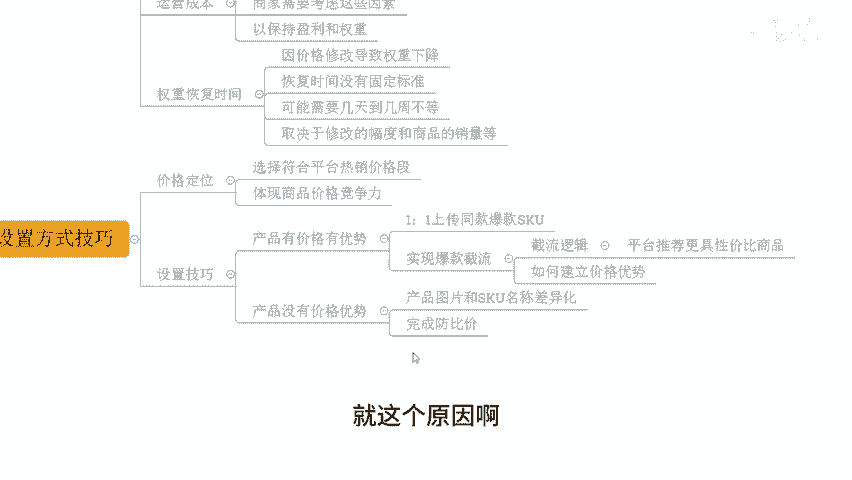 运营成本
商家需要考虑这些因素
以保持盈利和权重
因价格修改导致权重下降
恢复时间没有固定标准
权重恢复时间
可能需要几天到几周不等
取决于修改的幅度和商品的销量等
选择符合平台热销价格段
价格定位
体现商品价格竞争力
1：1上传同款爆款SKU
设置方式技巧
产品有价格有优势
截流逻辑
平台推荐更具性价比商品
实现爆款截流
如何建立价格优势
设置技巧
产品图片和SKU名称差异化
产品没有价格优势
完成防比价
就这个原因啊